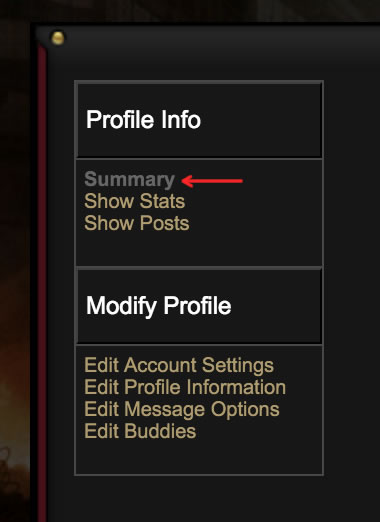 Profile Info
Summary
Show Stats
Show Posts
Modify Profile
Edit Account Settings
Edit Profile Information
Edit Message Options
Edit Buddies